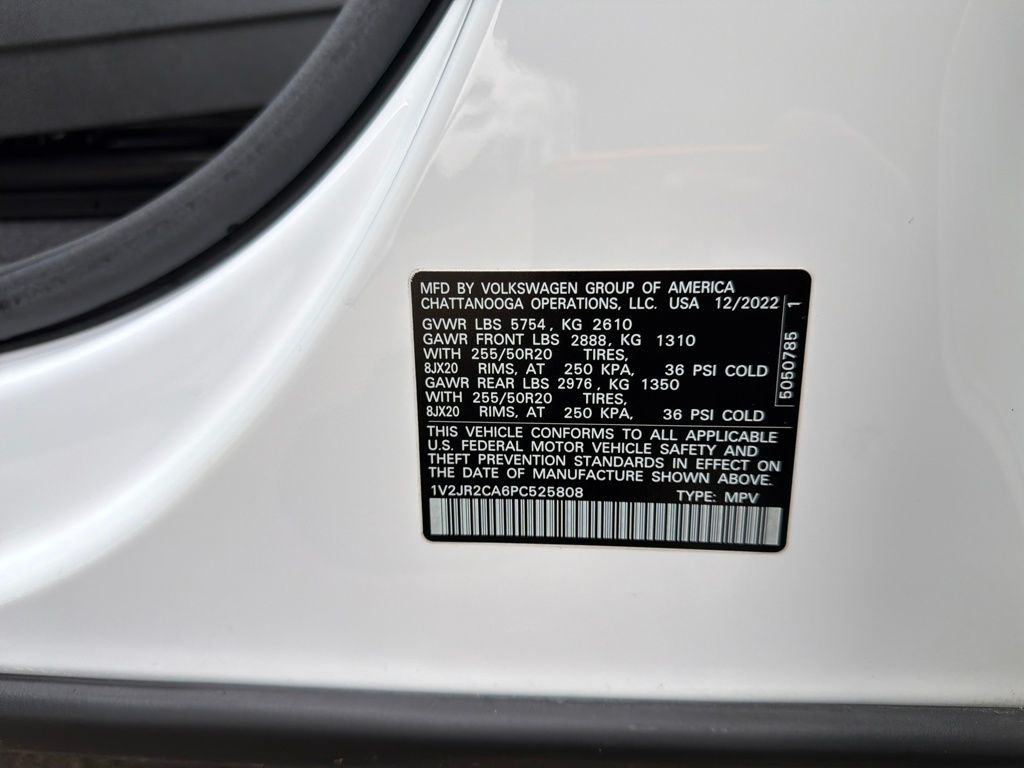 MFD BY VOLKSWAGEN GROUP OF AMERICA
CHATTANOOGA OPERATIONS, LLC. USA 12/2022
GVWR LBS 5754, KG 2610
GAWR FRONT LBS 2888, KG 1310
WITH 255/50R20 TIRES,
8JX20 RIMS, AT 250 KPA, 36 PSI COLD
GAWR REAR LBS 2976, KG 1350
WITH 255/50R20 TIRES,
8JX20 RIMS, AT 250 KPA, 36 PSI COLD
5050785 1
THIS VEHICLE CONFORMS TO ALL APPLICABLE
U.S. FEDERAL MOTOR VEHICLE SAFETY AND
THEFT PREVENTION STANDARDS IN EFFECT ON
THE DATE OF MANUFACTURE SHOWN ABOVE.
1V2JR2CA6PC525808 TYPE: MPV